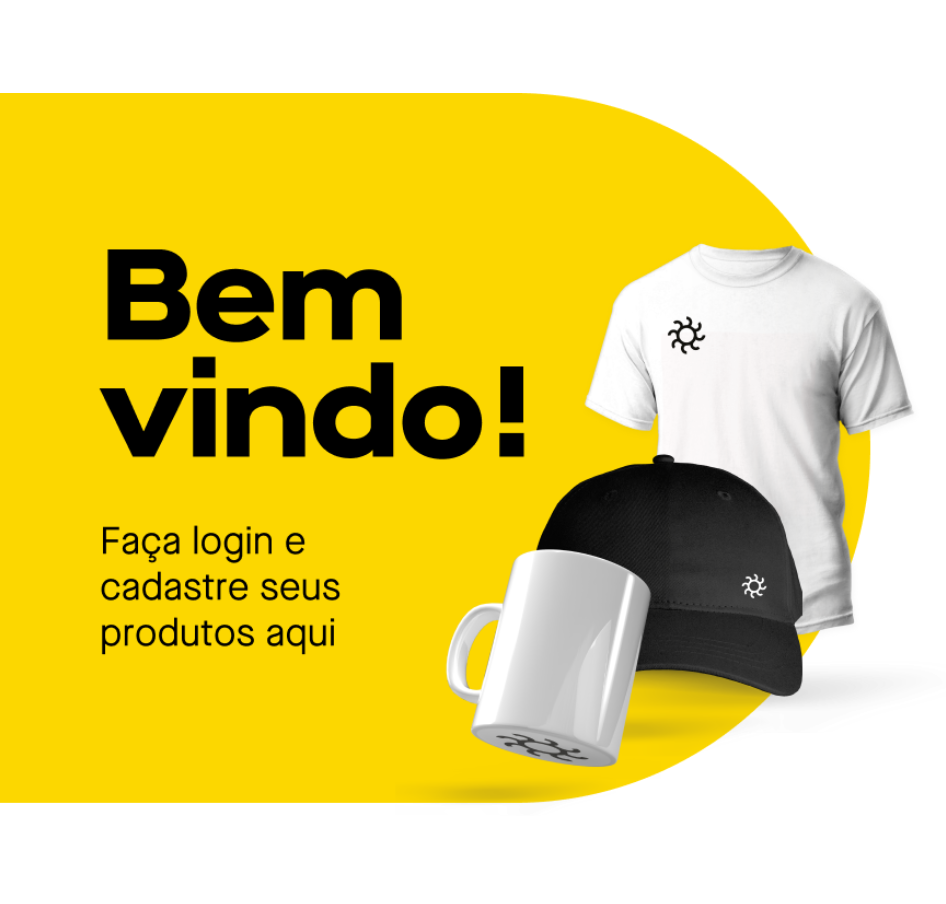 Bem
vindo!
Faça login e
cadastre seus
produtos aqui